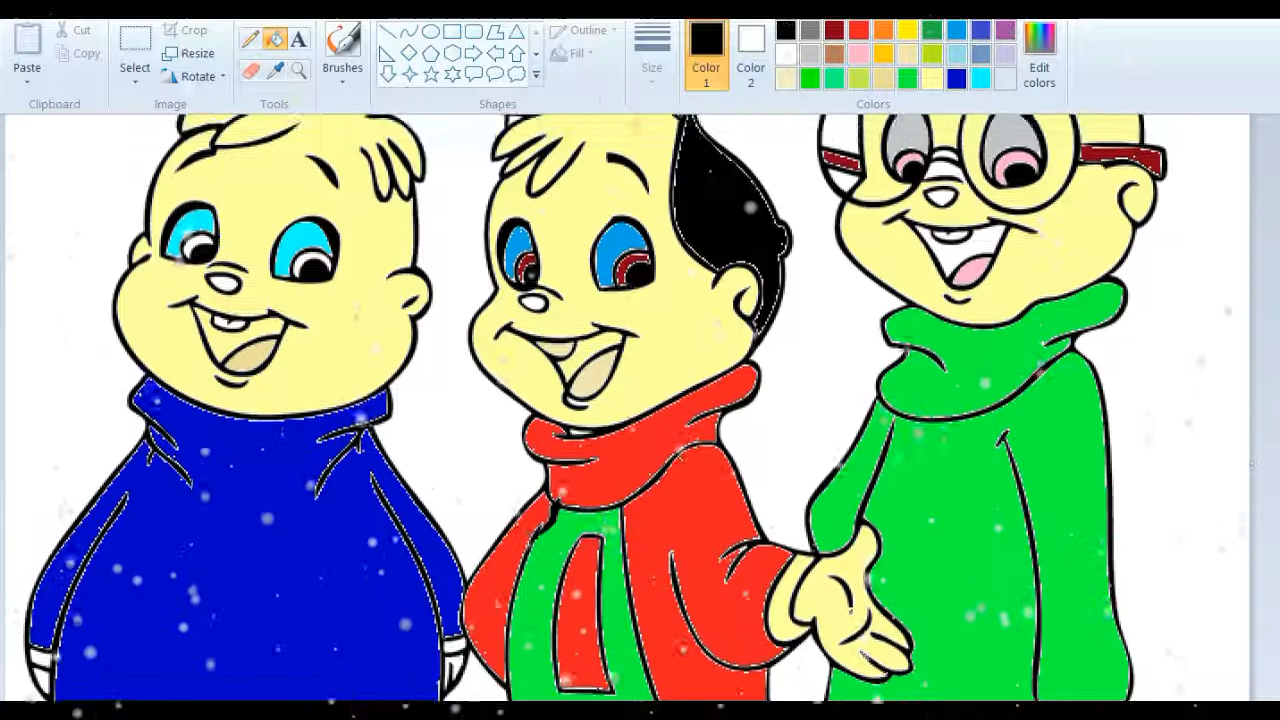 Paste
Cut
Copy
Clipboard
Select
Crop
Resize
Rotate
Image
A
Tools
Brushes
Outline
Fill
Shapes
Size
Color
1
Color
2
Edit
colors
Colors